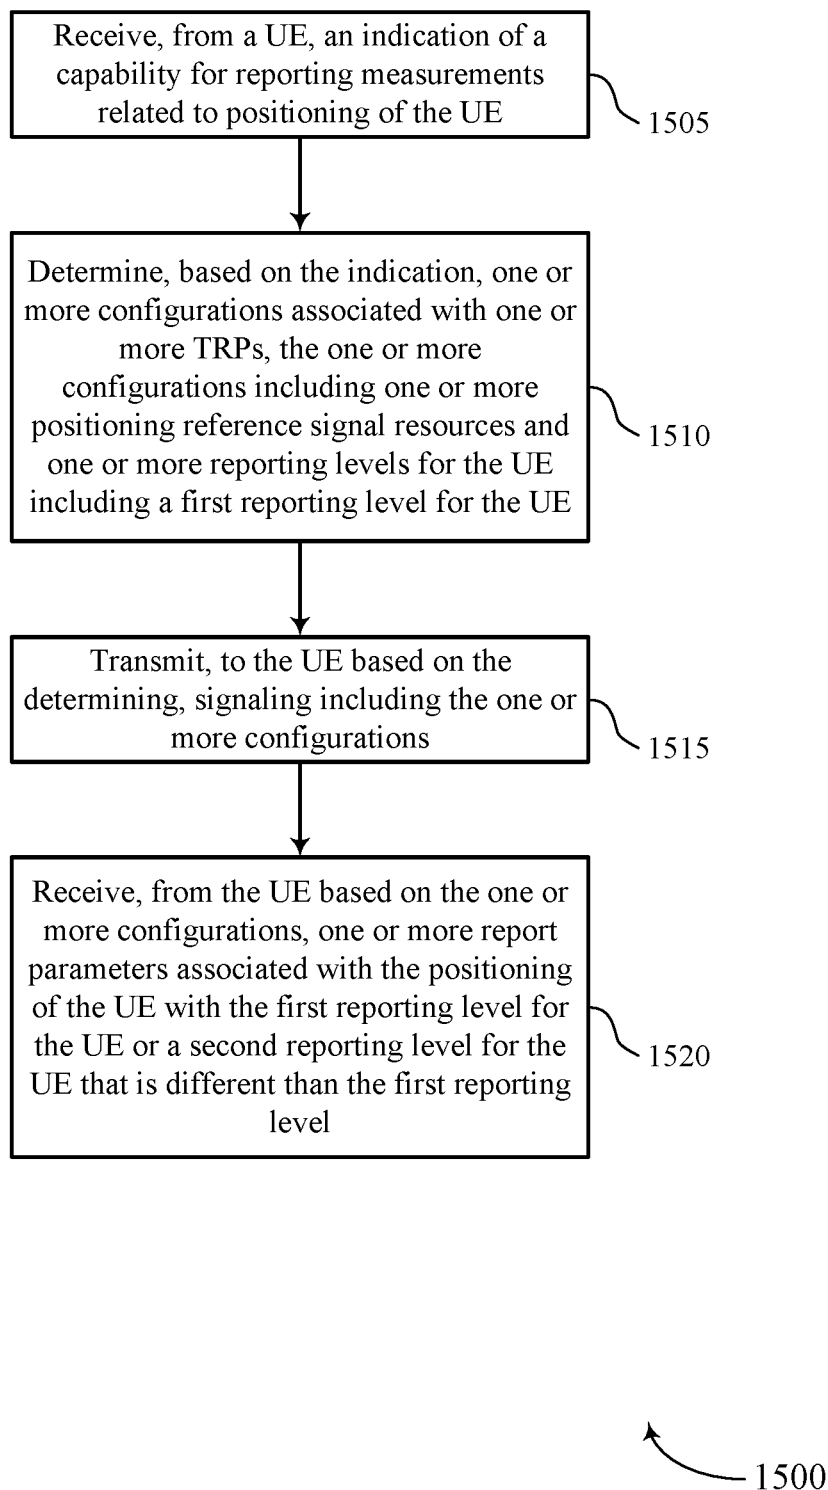 Receive, from a UE, an indication of a
capability for reporting measurements
related to positioning of the UE
1505
Determine, based on the indication, one or
more configurations associated with one or
more TRPs, the one or more
configurations including one or more
positioning reference signal resources and
one or more reporting levels for the UE
including a first reporting level for the UE
1510
Transmit, to the UE based on the
determining, signaling including the one or
more configurations
1515
Receive, from the UE based on the one or
more configurations, one or more report
parameters associated with the positioning
of the UE with the first reporting level for
the UE or a second reporting level for the
UE that is different than the first reporting
level
1520
1500